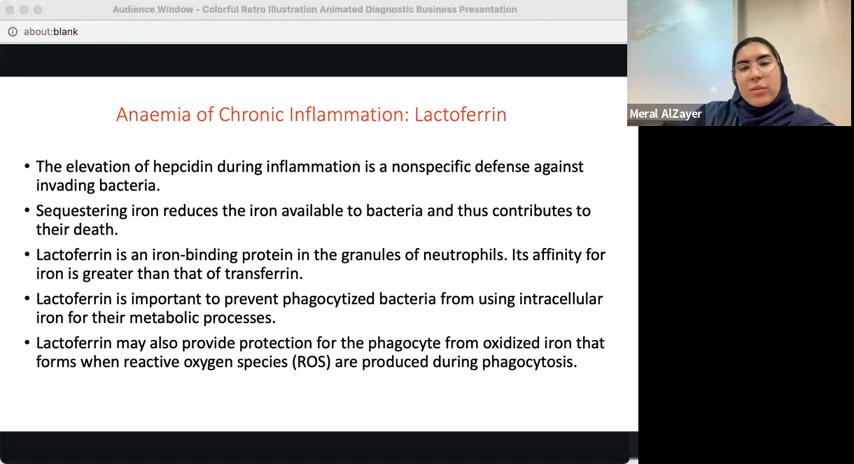 Audience Window - Colorful Retro Illustration Animated Diagnostic Business Presentation
about:blank
Meral AlZayer
Anaemia of Chronic Inflammation: Lactoferrin
• The elevation of hepcidin during inflammation is a nonspecific defense against
invading bacteria.
• Sequestering iron reduces the iron available to bacteria and thus contributes to
their death.
• Lactoferrin is an iron-binding protein in the granules of neutrophils. Its affinity for
iron is greater than that of transferrin.
• Lactoferrin is important to prevent phagocytized bacteria from using intracellular
iron for their metabolic processes.
• Lactoferrin may also provide protection for the phagocyte from oxidized iron that
forms when reactive oxygen species (ROS) are produced during phagocytosis.